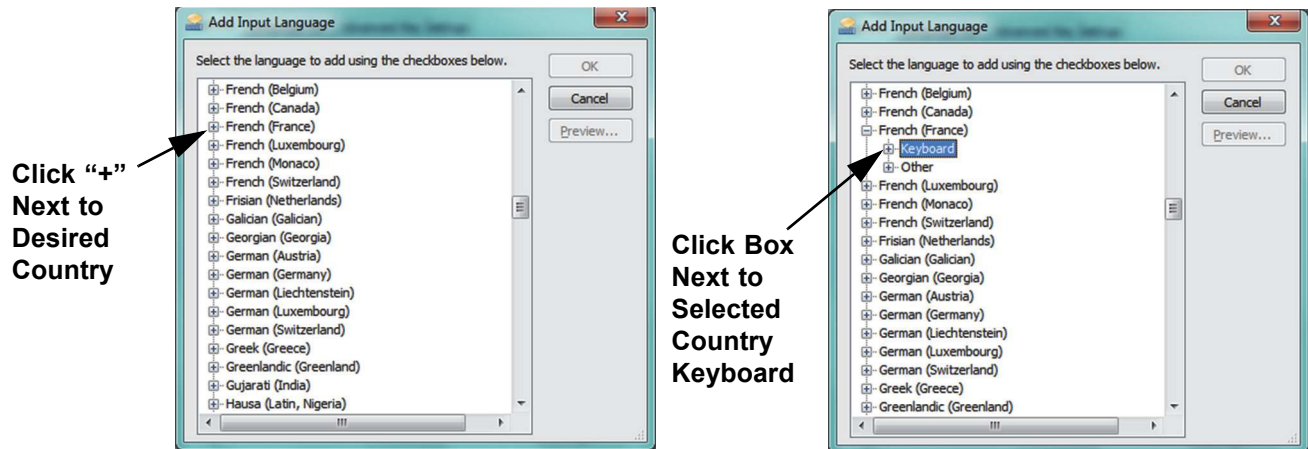 Add Input Language
Select the language to add using the checkboxes below.
French (Belgium)
French (Canada)
French (France)
French (Luxembourg)
French (Monaco)
French (Switzerland)
Frisian (Netherlands)
Galician (Galician)
Georgian (Georgia)
German (Austria)
German (Germany)
German (Liechtenstein)
German (Luxembourg)
German (Switzerland)
Greek (Greece)
Greenlandic (Greenland)
Gujarati (India)
Hausa (Latin, Nigeria)
OK
Cancel
Preview...
Click “+”
Next to
Desired
Country
Add Input Language
Select the language to add using the checkboxes below.
French (Belgium)
French (Canada)
French (France)
Keyboard
Other
French (Luxembourg)
French (Monaco)
French (Switzerland)
Frisian (Netherlands)
Galician (Galician)
Georgian (Georgia)
German (Austria)
German (Germany)
German (Liechtenstein)
German (Luxembourg)
German (Switzerland)
Greek (Greece)
Greenlandic (Greenland)
OK
Cancel
Preview...
Click Box
Next to
Selected
Country
Keyboard